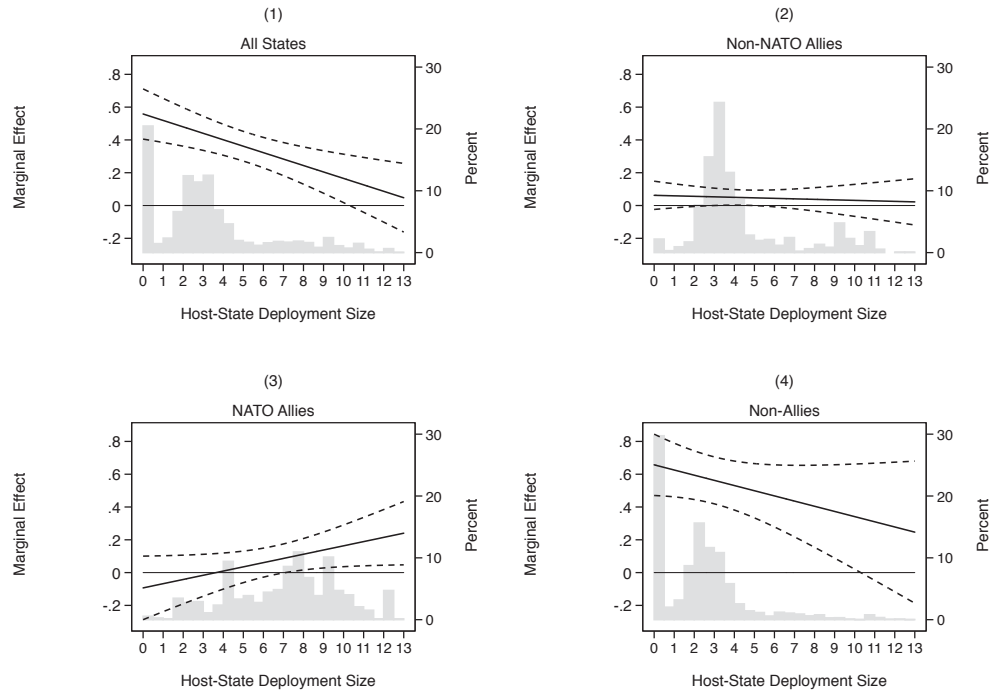 (1)
All States
Marginal Effect
.8
.6
.4
.2
0
-.2
30
20
10
0
Percent
0 1 2 3 4 5 6 7 8 9 10 11 12 13
Host-State Deployment Size
(2)
Non-NATO Allies
Marginal Effect
.8
.6
.4
.2
0
-.2
30
20
10
0
Percent
0 1 2 3 4 5 6 7 8 9 10 11 12 13
Host-State Deployment Size
(3)
NATO Allies
Marginal Effect
.8
.6
.4
.2
0
-.2
30
20
10
0
Percent
0 1 2 3 4 5 6 7 8 9 10 11 12 13
Host-State Deployment Size
(4)
Non-Allies
Marginal Effect
.8
.6
.4
.2
0
-.2
30
20
10
0
Percent
0 1 2 3 4 5 6 7 8 9 10 11 12 13
Host-State Deployment Size